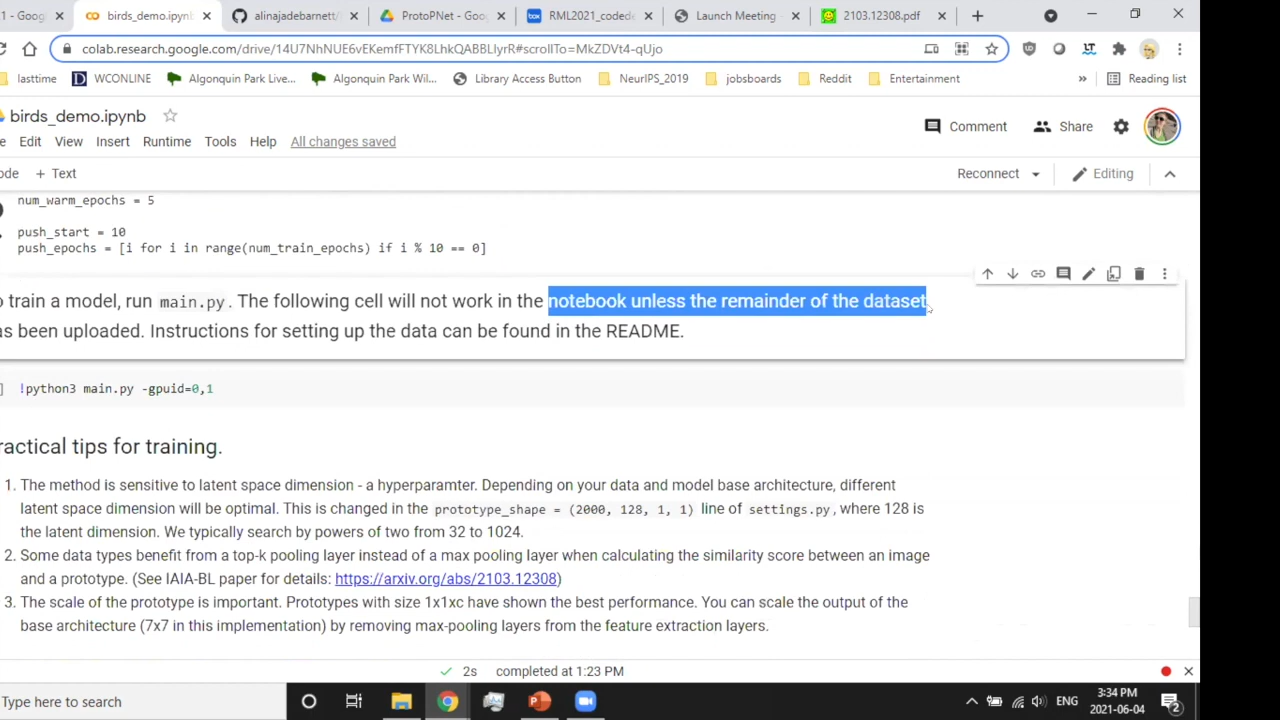 1 - Googl
birds_demo.ipynb
alinajadebarnett/I
ProtoPNet - Goog
box
RML2021_codede
Launch Meeting
2103.12308.pdf
colab.research.google.com/drive/14U7NhNUE6vEKemfFTYK8LhkQABBLIyrR#scrollTo=MkZDVt4-qUjo
lasttime
WCONLINE
Algonquin Park Live...
Algonquin Park Wil...
Library Access Button
NeurIPS_2019
jobsboards
Reddit
Entertainment
»
Reading list
birds_demo.ipynb
Comment
Share
e Edit View Insert Runtime Tools Help All changes saved
ode + Text
Reconnect
Editing
num_warm_epochs = 5
push_start = 10
push_epochs = [i for i in range(num_train_epochs) if i % 10 == 0]
o train a model, run main.py. The following cell will not work in the notebook unless the remainder of the dataset
as been uploaded. Instructions for setting up the data can be found in the README.
] !python3 main.py -gpuid=0,1
ractical tips for training.
1. The method is sensitive to latent space dimension - a hyperparamter. Depending on your data and model base architecture, different
latent space dimension will be optimal. This is changed in the prototype_shape = (2000, 128, 1, 1) line of settings.py, where 128 is
the latent dimension. We typically search by powers of two from 32 to 1024.
2. Some data types benefit from a top-k pooling layer instead of a max pooling layer when calculating the similarity score between an image
and a prototype. (See IAIA-BL paper for details: https://arxiv.org/abs/2103.12308)
3. The scale of the prototype is important. Prototypes with size 1x1xc have shown the best performance. You can scale the output of the
base architecture (7x7 in this implementation) by removing max-pooling layers from the feature extraction layers.
2s completed at 1:23 PM
Type here to search
ENG
3:34 PM
2021-06-04
2